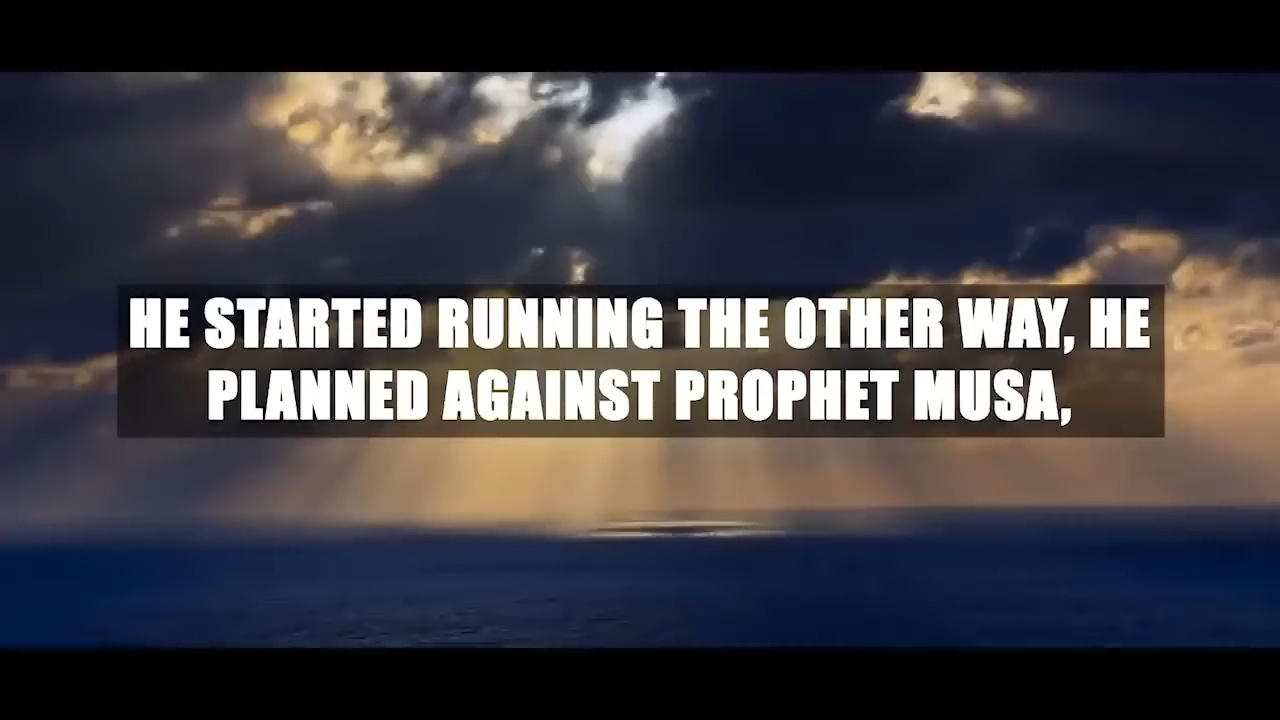 HE STARTED RUNNING THE OTHER WAY, HE
PLANNED AGAINST PROPHET MUSA,